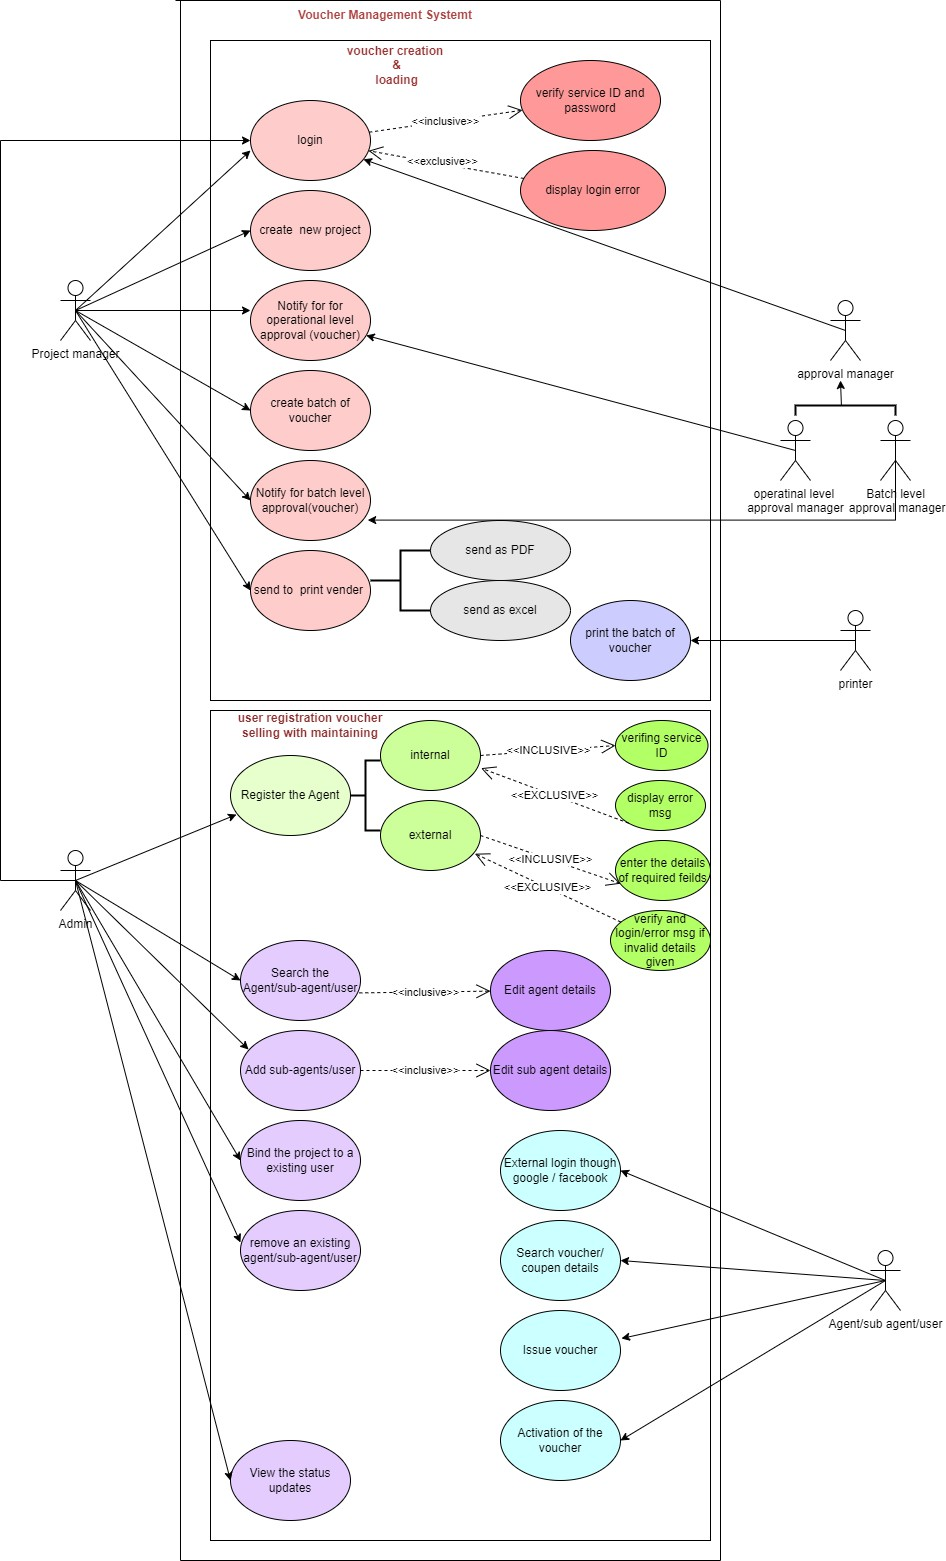 Voucher Management Systemt
voucher creation
&
loading
verify service ID and
password
<<inclusive>>
login
<<exclusive>>
display login error
create  new project
Notify for for
operational level
approval (voucher)
Project manager
approval manager
create batch of
voucher
operatinal level
approval manager
Batch level
approval manager
Notify for batch level
approval(voucher)
send as PDF
send to  print vender
send as excel
print the batch of
voucher
printer
user registration voucher
selling with maintaining
internal
<<INCLUSIVE>>
verifing service
ID
Register the Agent
<<EXCLUSIVE>>
display error
msg
external
<<INCLUSIVE>>
enter the details
of required feilds
<<EXCLUSIVE>>
Admin
verify and
login/error msg if
invalid details
given
Search the
Agent/sub-agent/user
<<inclusive>>
Edit agent details
Add sub-agents/user
<<inclusive>>
Edit sub agent details
Bind the project to a
existing user
External login though
google / facebook
remove an existing
agent/sub-agent/user
Search voucher/
coupen details
Agent/sub agent/user
Issue voucher
Activation of the
voucher
View the status
updates